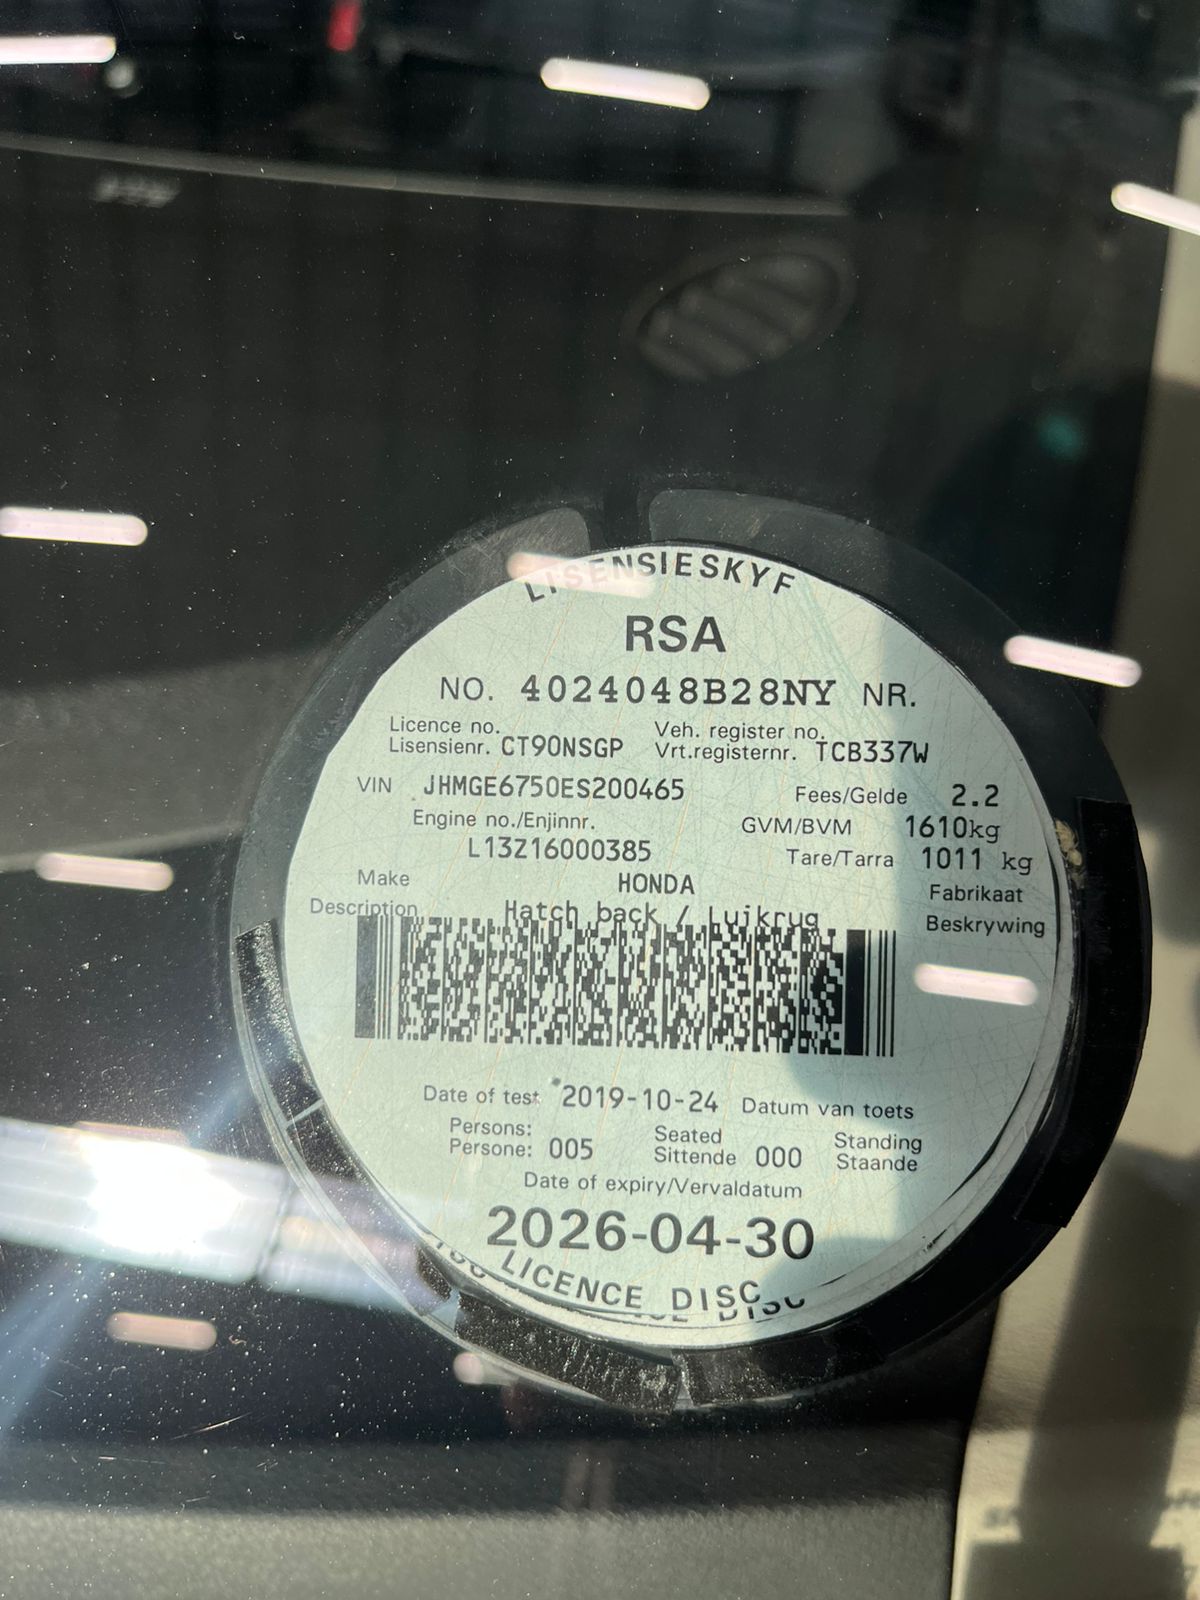 LISENSIESKYF
RSA
NO. 4024048B28NY NR.
Licence no. Veh. register no.
Lisensienr. CT90NSGP Vrt.registernr. TCB337W
VIN JHMGE6750ES200465 Fees/Gelde 2.2
Engine no./Enjinnr. GVM/BVM 1610kg
L13Z16000385 Tare/Tarra 1011 kg
Make HONDA Fabrikaat
Description Hatch back / Luikrug Beskrywing
Date of test 2019-10-24 Datum van toets
Persons: Seated Standing
Persone: 005 Sittende 000 Staande
Date of expiry/Vervaldatum
2026-04-30
LICENCE DISC
DISC